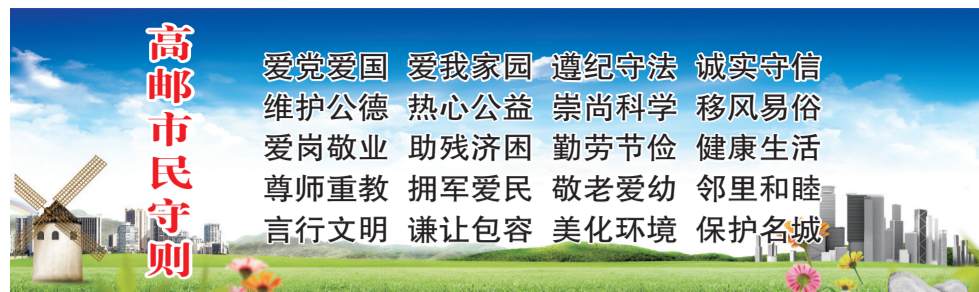 高邮市民守则
爱党爱国 爱我家园 遵纪守法 诚实守信
维护公德 热心公益 崇尚科学 移风易俗
爱岗敬业 助残济困 勤劳节俭 健康生活
尊师重教 拥军爱民 敬老爱幼 邻里和睦
言行文明 谦让包容 美化环境 保护名城